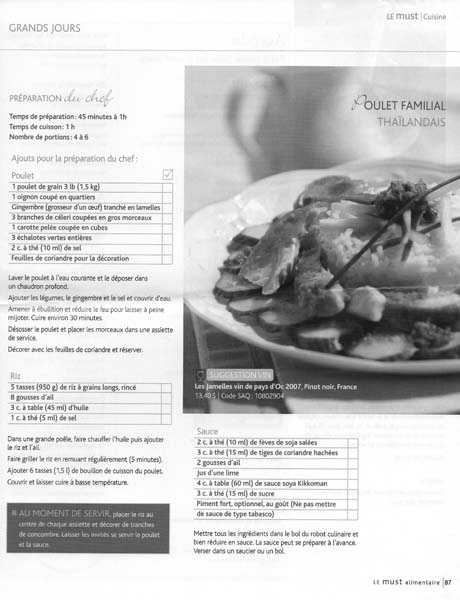 LE must | Cuisine
GRANDS JOURS
PRÉPARATION du chef
Temps de préparation : 45 minutes à 1h
Temps de cuisson : 1 h
Nombre de portions : 4 à 6
Ajouts pour la préparation du chef :
Poulet
1 poulet de grain 3 lb (1,5 kg)
1 oignon coupé en quartiers
Gingembre (grosseur d'un œuf) tranché en lamelles
3 branches de céleri coupées en gros morceaux
1 carotte pelée coupée en cubes
3 échalotes vertes entières
2 c. à thé (10 ml) de sel
Feuilles de coriandre pour la décoration
Laver le poulet à l'eau courante et le déposer dans
un chaudron profond.
Ajouter les légumes, le gingembre et le sel et couvrir d'eau.
Amener à ébullition et réduire le feu pour laisser à peine
mijoter. Cuire environ 30 minutes.
Désosser le poulet et placer les morceaux dans une assiette
de service.
Décorer avec les feuilles de coriandre et réserver.
Riz
5 tasses (950 g) de riz à grains longs, rincé
8 gousses d'ail
3 c. à table (45 ml) d'huile
1 c. à thé (5 ml) de sel
Dans une grande poêle, faire chauffer l'huile puis ajouter
le riz et l'ail.
Faire griller le riz en remuant régulièrement (5 minutes).
Ajouter 6 tasses (1,5 l) de bouillon de cuisson du poulet.
Couvrir et laisser cuire à basse température.
AU MOMENT DE SERVIR, placer le riz au
centre de chaque assiette et décorer de tranches
de concombre. Laisser les invités se servir le poulet
et la sauce.
POULET FAMILIAL
THAÏLANDAIS
SUGGESTION VIN
Les Jamelles vin de pays d'Oc 2007, Pinot noir, France
13,40 $ | Code SAQ : 10802904
Sauce
2 c. à thé (10 ml) de fèves de soja salées
3 c. à thé (15 ml) de tiges de coriandre hachées
2 gousses d'ail
Jus d'une lime
4 c. à table (60 ml) de sauce soya Kikkoman
3 c. à thé (15 ml) de sucre
Piment fort, optionnel, au goût (Ne pas mettre
de sauce de type tabasco)
Mettre tous les ingrédients dans le bol du robot culinaire et
bien réduire en sauce. La sauce peut se préparer à l'avance.
Verser dans un saucier ou un bol.
LE must alimentaire | 87